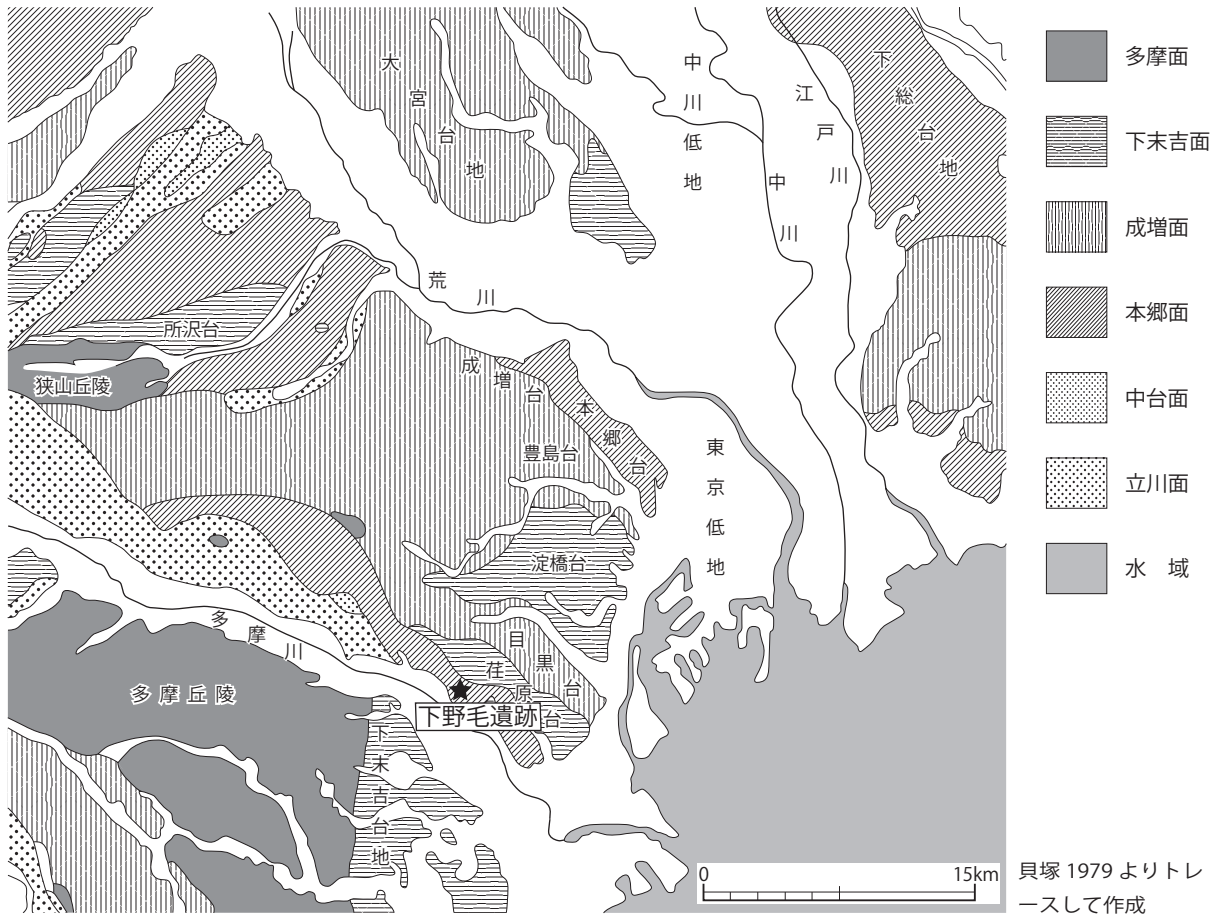 大宮台地
中川低地
江戸川
下総台地
中川
荒川
所沢台
狭山丘陵
成増台
本郷台
豊島台
東京低地
淀橋台
多摩川
目黒台
荏原台
多摩丘陵
下野毛遺跡
下末吉台地
0 15km
多摩面
下末吉面
成増面
本郷面
中台面
立川面
水 域
貝塚 1979 よりトレ
ースして作成